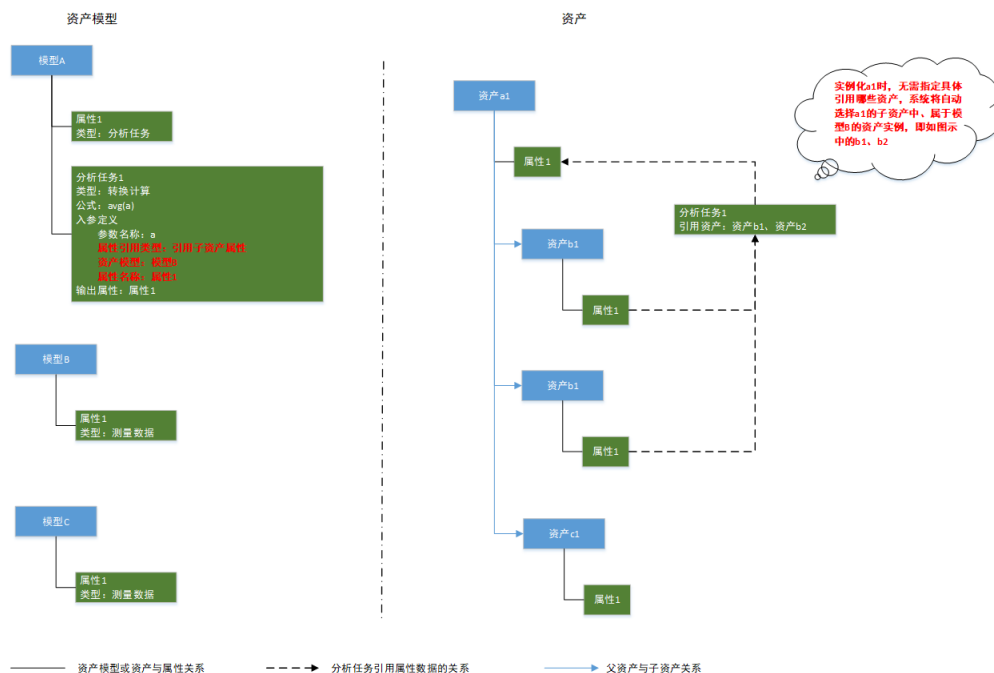 资产模型
资产
模型A
属性1
类型：分析任务
分析任务1
类型：转换计算
公式：avg(a)
入参定义
参数名称：a
属性引用类型：引用子资产属性
资产模型：模型B
属性名称：属性1
输出属性：属性1
模型B
属性1
类型：测量数据
模型C
属性1
类型：测量数据
资产a1
属性1
资产b1
属性1
资产b1
属性1
资产c1
属性1
分析任务1
引用资产：资产b1、资产b2
实例化a1时，无需指定具体
引用哪些资产，系统将自动
选择a1的子资产中、属于模
型B的资产实例，即如图示
中的b1、b2
资产模型或资产与属性关系
分析任务引用属性数据的关系
父资产与子资产关系